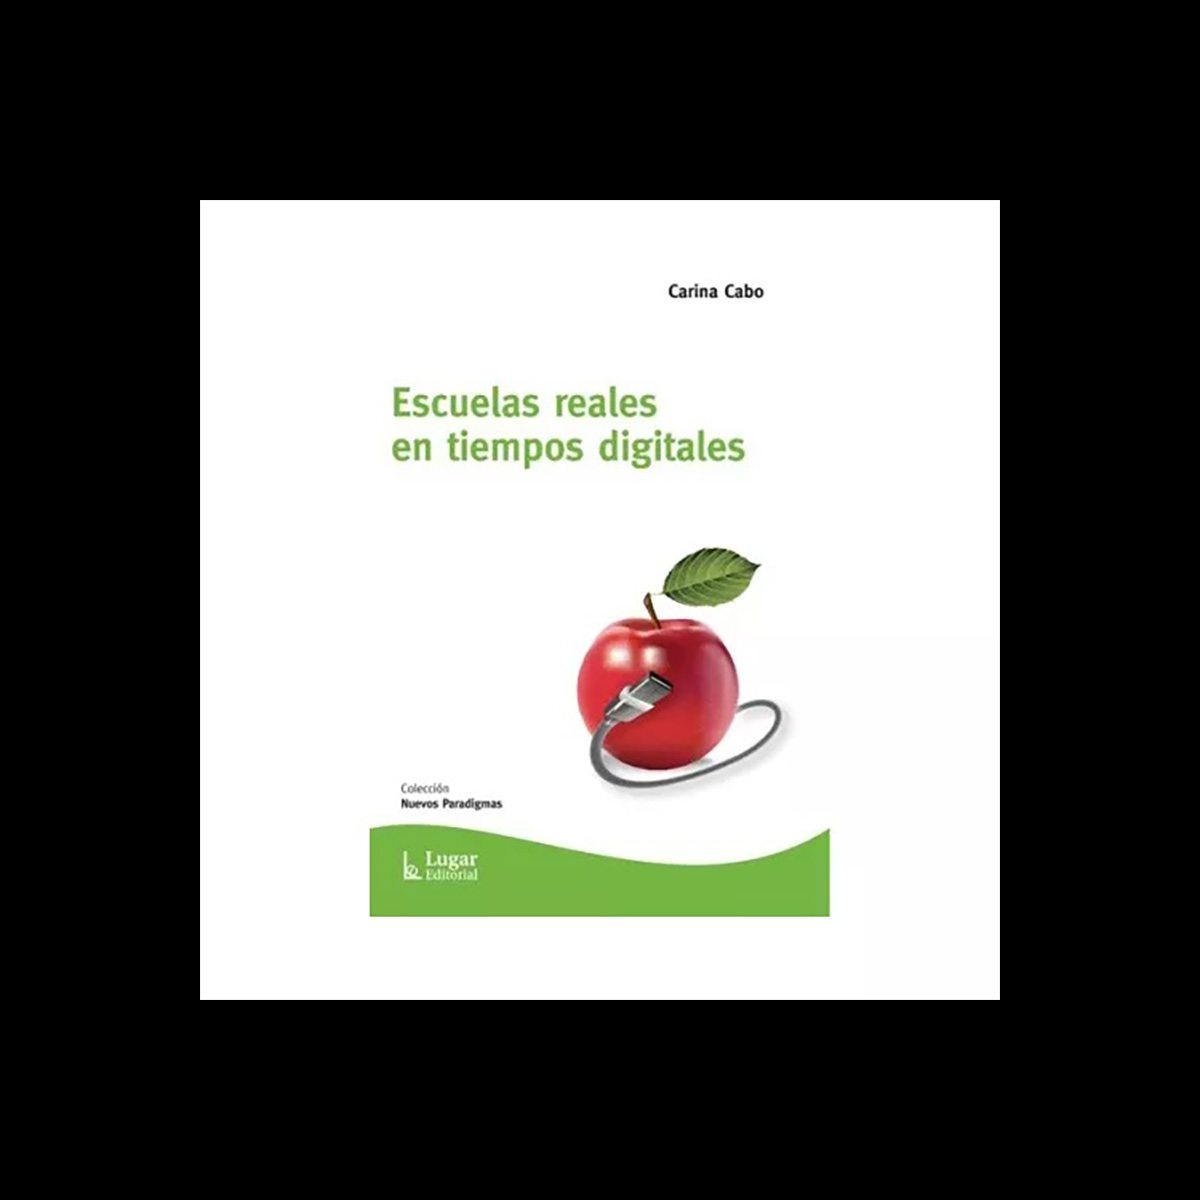 Carina Cabo
Escuelas reales
en tiempos digitales
Colección
Nuevos Paradigmas
Lugar
Editorial